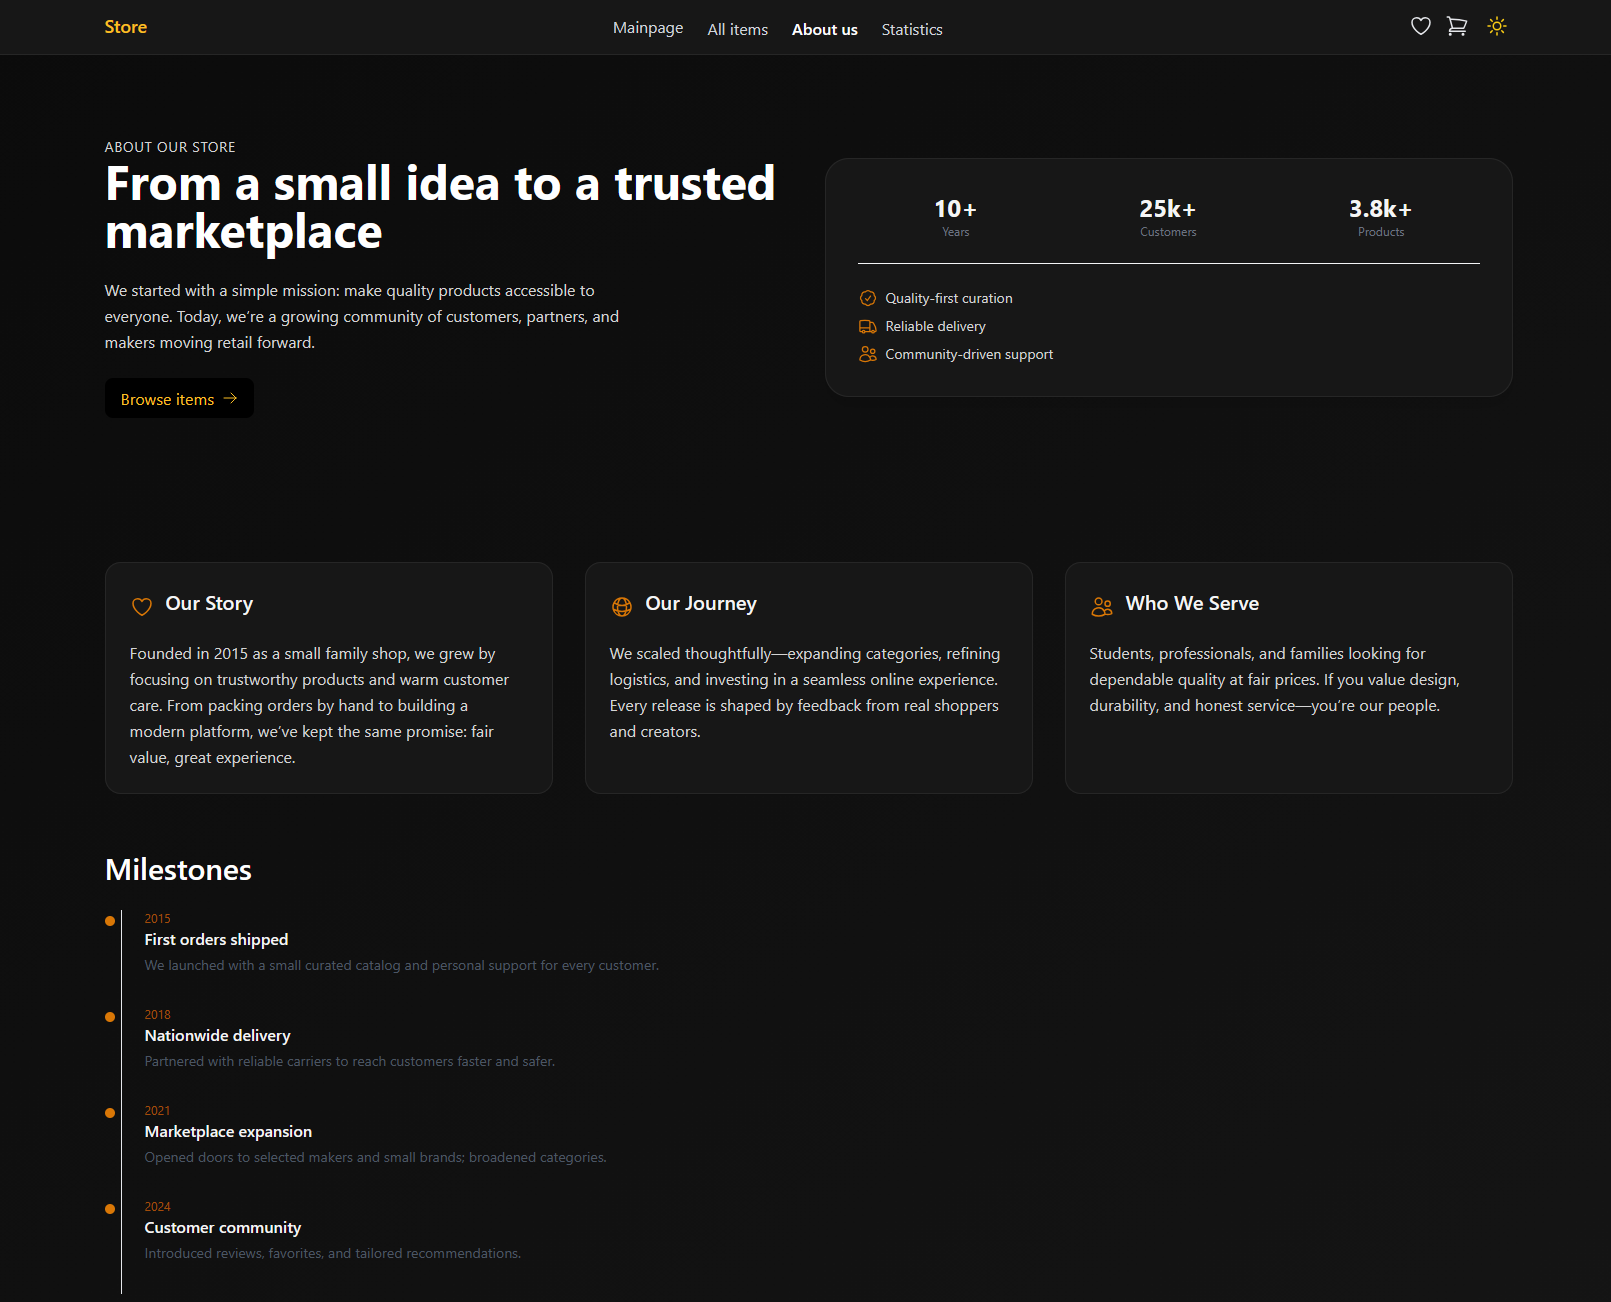 Store
Mainpage
All items
About us
Statistics
ABOUT OUR STORE
From a small idea to a trusted
marketplace
We started with a simple mission: make quality products accessible to
everyone. Today, we’re a growing community of customers, partners, and
makers moving retail forward.
Browse items
10+
Years
25k+
Customers
3.8k+
Products
Quality-first curation
Reliable delivery
Community-driven support
Our Story
Founded in 2015 as a small family shop, we grew by
focusing on trustworthy products and warm customer
care. From packing orders by hand to building a
modern platform, we’ve kept the same promise: fair
value, great experience.
Our Journey
We scaled thoughtfully—expanding categories, refining
logistics, and investing in a seamless online experience.
Every release is shaped by feedback from real shoppers
and creators.
Who We Serve
Students, professionals, and families looking for
dependable quality at fair prices. If you value design,
durability, and honest service—you’re our people.
Milestones
2015
First orders shipped
We launched with a small curated catalog and personal support for every customer.
2018
Nationwide delivery
Partnered with reliable carriers to reach customers faster and safer.
2021
Marketplace expansion
Opened doors to selected makers and small brands; broadened categories.
2024
Customer community
Introduced reviews, favorites, and tailored recommendations.